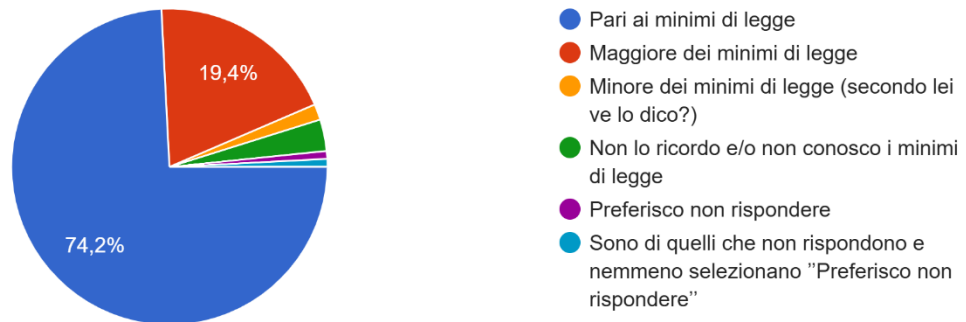 19,4%
74,2%
Pari ai minimi di legge
Maggiore dei minimi di legge
Minore dei minimi di legge (secondo lei
ve lo dico?)
Non lo ricordo e/o non conosco i minimi
di legge
Preferisco non rispondere
Sono di quelli che non rispondono e
nemmeno selezionano ”Preferisco non
rispondere”